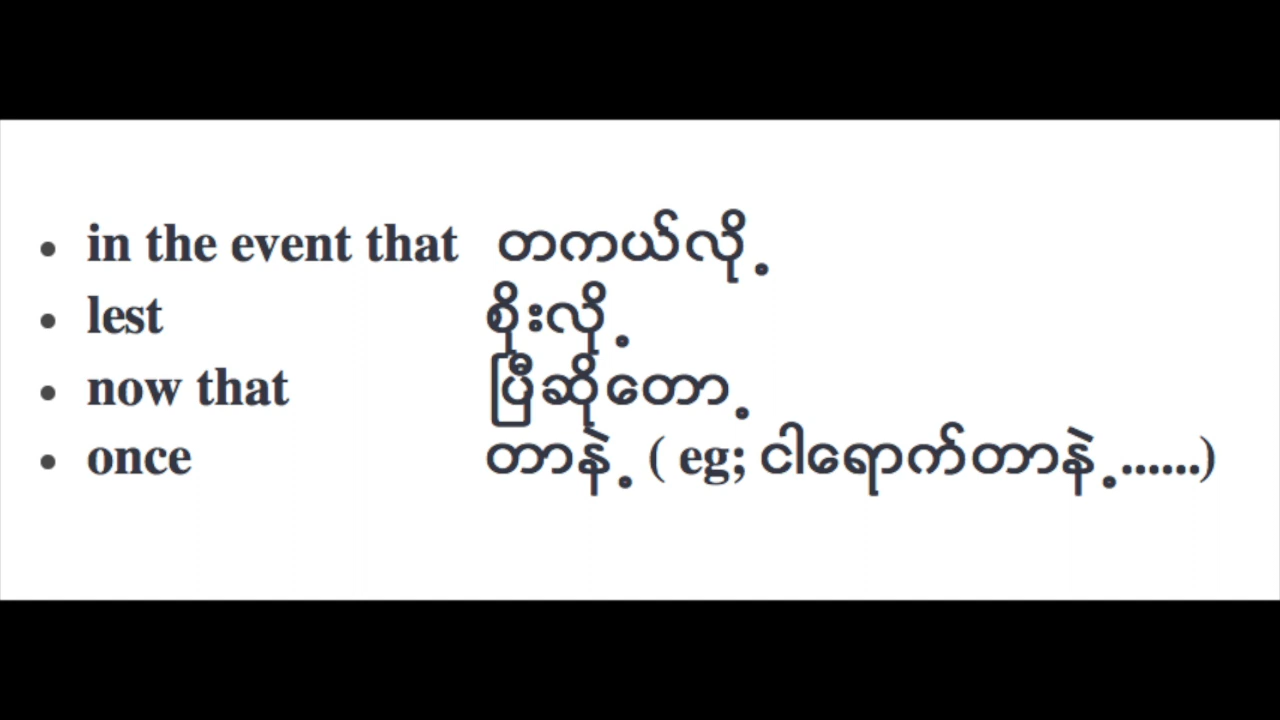 • in the event that တကယ်လို့
• lest စိုးလို့
• now that ပြီဆိုတော့
• once တာနဲ့ ( eg; ငါရောက်တာနဲ့.......)